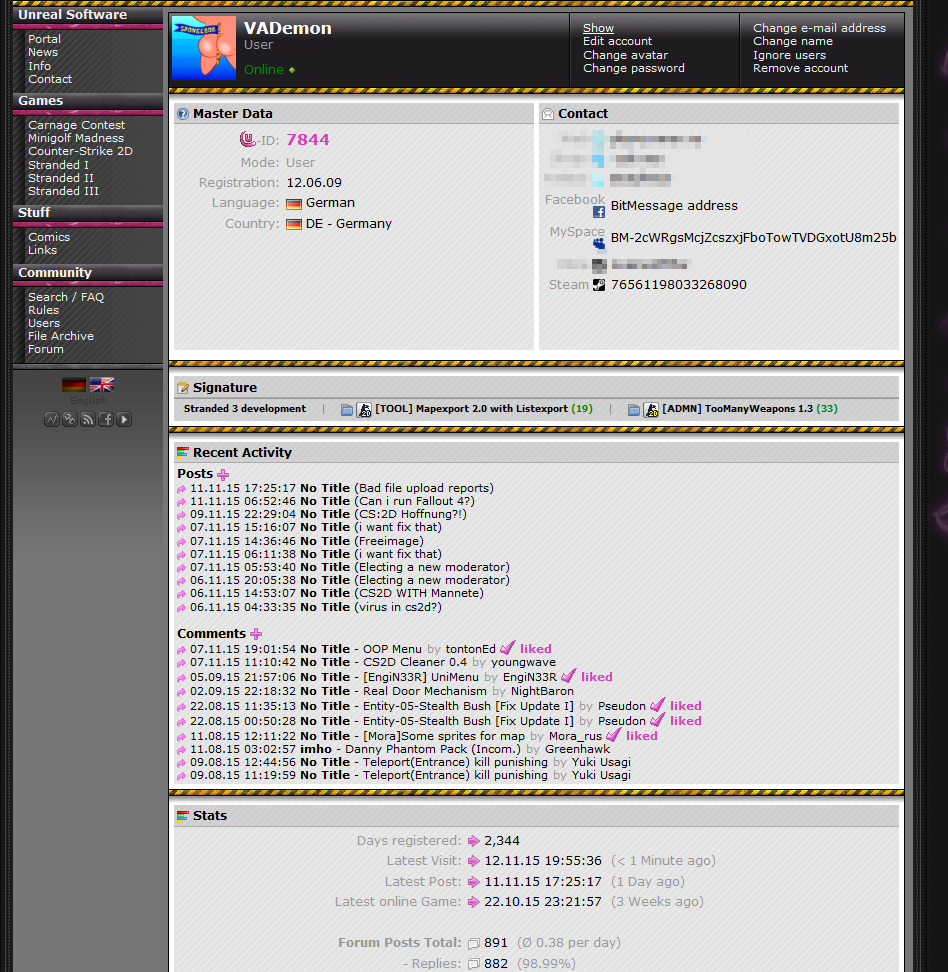 Unreal Software
Portal
News
Info
Contact
Games
Carnage Contest
Minigolf Madness
Counter-Strike 2D
Stranded I
Stranded II
Stranded III
Stuff
Comics
Links
Community
Search / FAQ
Rules
Users
File Archive
Forum
English
SPONGEBOB
VADemon
User
Online
Show
Edit account
Change avatar
Change password
Change e-mail address
Change name
Ignore users
Remove account
Master Data
-ID: 7844
Mode: User
Registration: 12.06.09
Language: German
Country: DE - Germany
Contact
Facebook BitMessage address
MySpace BM-2cWRgsMcjZcszxjFboTowTVDGxotU8m25b
Steam 76561198033268090
Signature
Stranded 3 development | [TOOL] Mapexport 2.0 with Listexport (19) | [ADMN] TooManyWeapons 1.3 (33)
Recent Activity
Posts
11.11.15 17:25:17 No Title (Bad file upload reports)
11.11.15 06:52:46 No Title (Can i run Fallout 4?)
09.11.15 22:29:04 No Title (CS:2D Hoffnung?!)
07.11.15 15:16:07 No Title (i want fix that)
07.11.15 14:36:46 No Title (Freeimage)
07.11.15 06:11:38 No Title (i want fix that)
07.11.15 05:53:40 No Title (Electing a new moderator)
06.11.15 20:05:38 No Title (Electing a new moderator)
06.11.15 14:53:07 No Title (CS2D WITH Mannete)
06.11.15 04:33:35 No Title (virus in cs2d?)
Comments
07.11.15 19:01:54 No Title - OOP Menu by tontonEd liked
07.11.15 11:10:42 No Title - CS2D Cleaner 0.4 by youngwave
05.09.15 21:57:06 No Title - [EngiN33R] UniMenu by EngiN33R liked
02.09.15 22:18:32 No Title - Real Door Mechanism by NightBaron
22.08.15 11:35:13 No Title - Entity-05-Stealth Bush [Fix Update I] by Pseudon liked
22.08.15 00:50:28 No Title - Entity-05-Stealth Bush [Fix Update I] by Pseudon liked
11.08.15 12:11:22 No Title - [Mora]Some sprites for map by Mora_rus liked
11.08.15 03:02:57 imho - Danny Phantom Pack (Incom.) by Greenhawk
09.08.15 12:44:56 No Title - Teleport(Entrance) kill punishing by Yuki Usagi
09.08.15 11:19:59 No Title - Teleport(Entrance) kill punishing by Yuki Usagi
Stats
Days registered: 2,344
Latest Visit: 12.11.15 19:55:36 (< 1 Minute ago)
Latest Post: 11.11.15 17:25:17 (1 Day ago)
Latest online Game: 22.10.15 23:21:57 (3 Weeks ago)
Forum Posts Total: 891 (Ø 0.38 per day)
- Replies: 882 (98.99%)